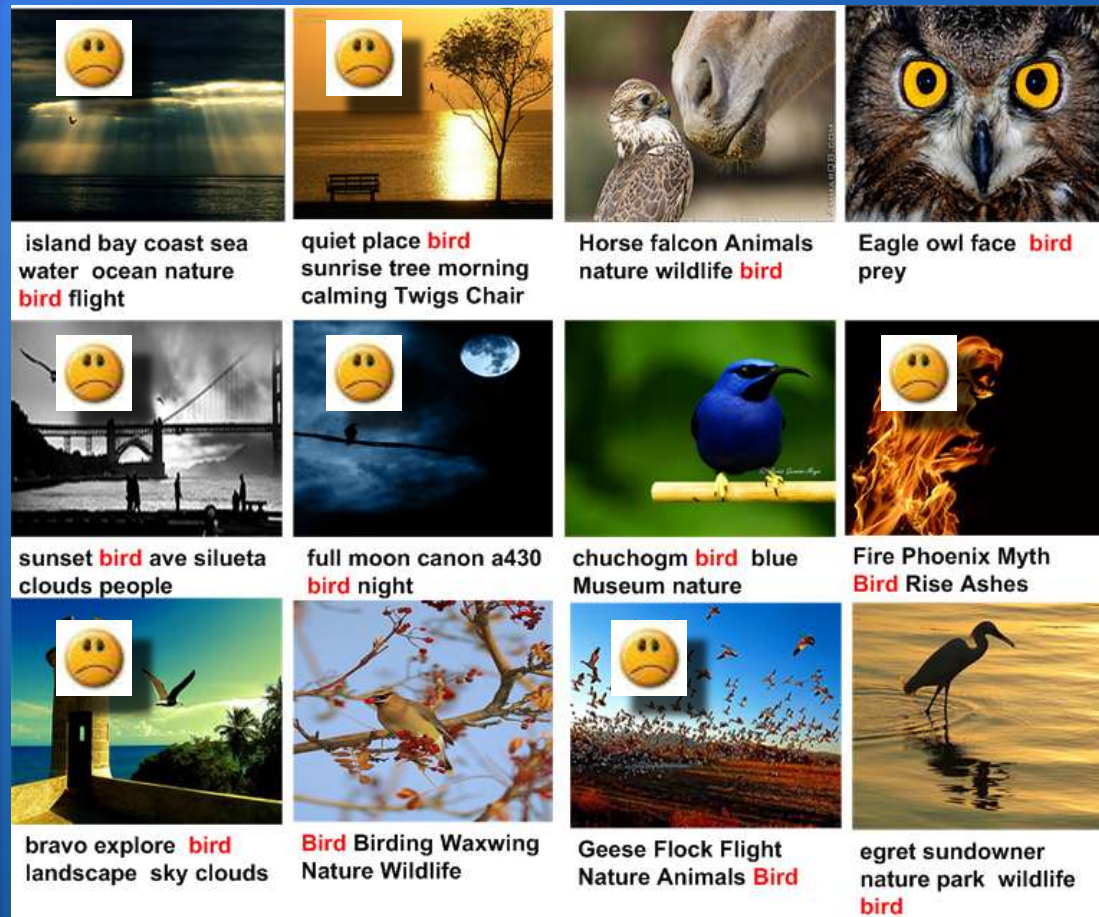 island bay coast sea
water ocean nature
bird flight
quiet place bird
sunrise tree morning
calming Twigs Chair
Horse falcon Animals
nature wildlife bird
Eagle owl face bird
prey
sunset bird ave silueta
clouds people
full moon canon a430
bird night
chuchogm bird blue
Museum nature
Fire Phoenix Myth
Bird Rise Ashes
bravo explore bird
landscape sky clouds
Bird Birding Waxwing
Nature Wildlife
Geese Flock Flight
Nature Animals Bird
egret sundowner
nature park wildlife
bird